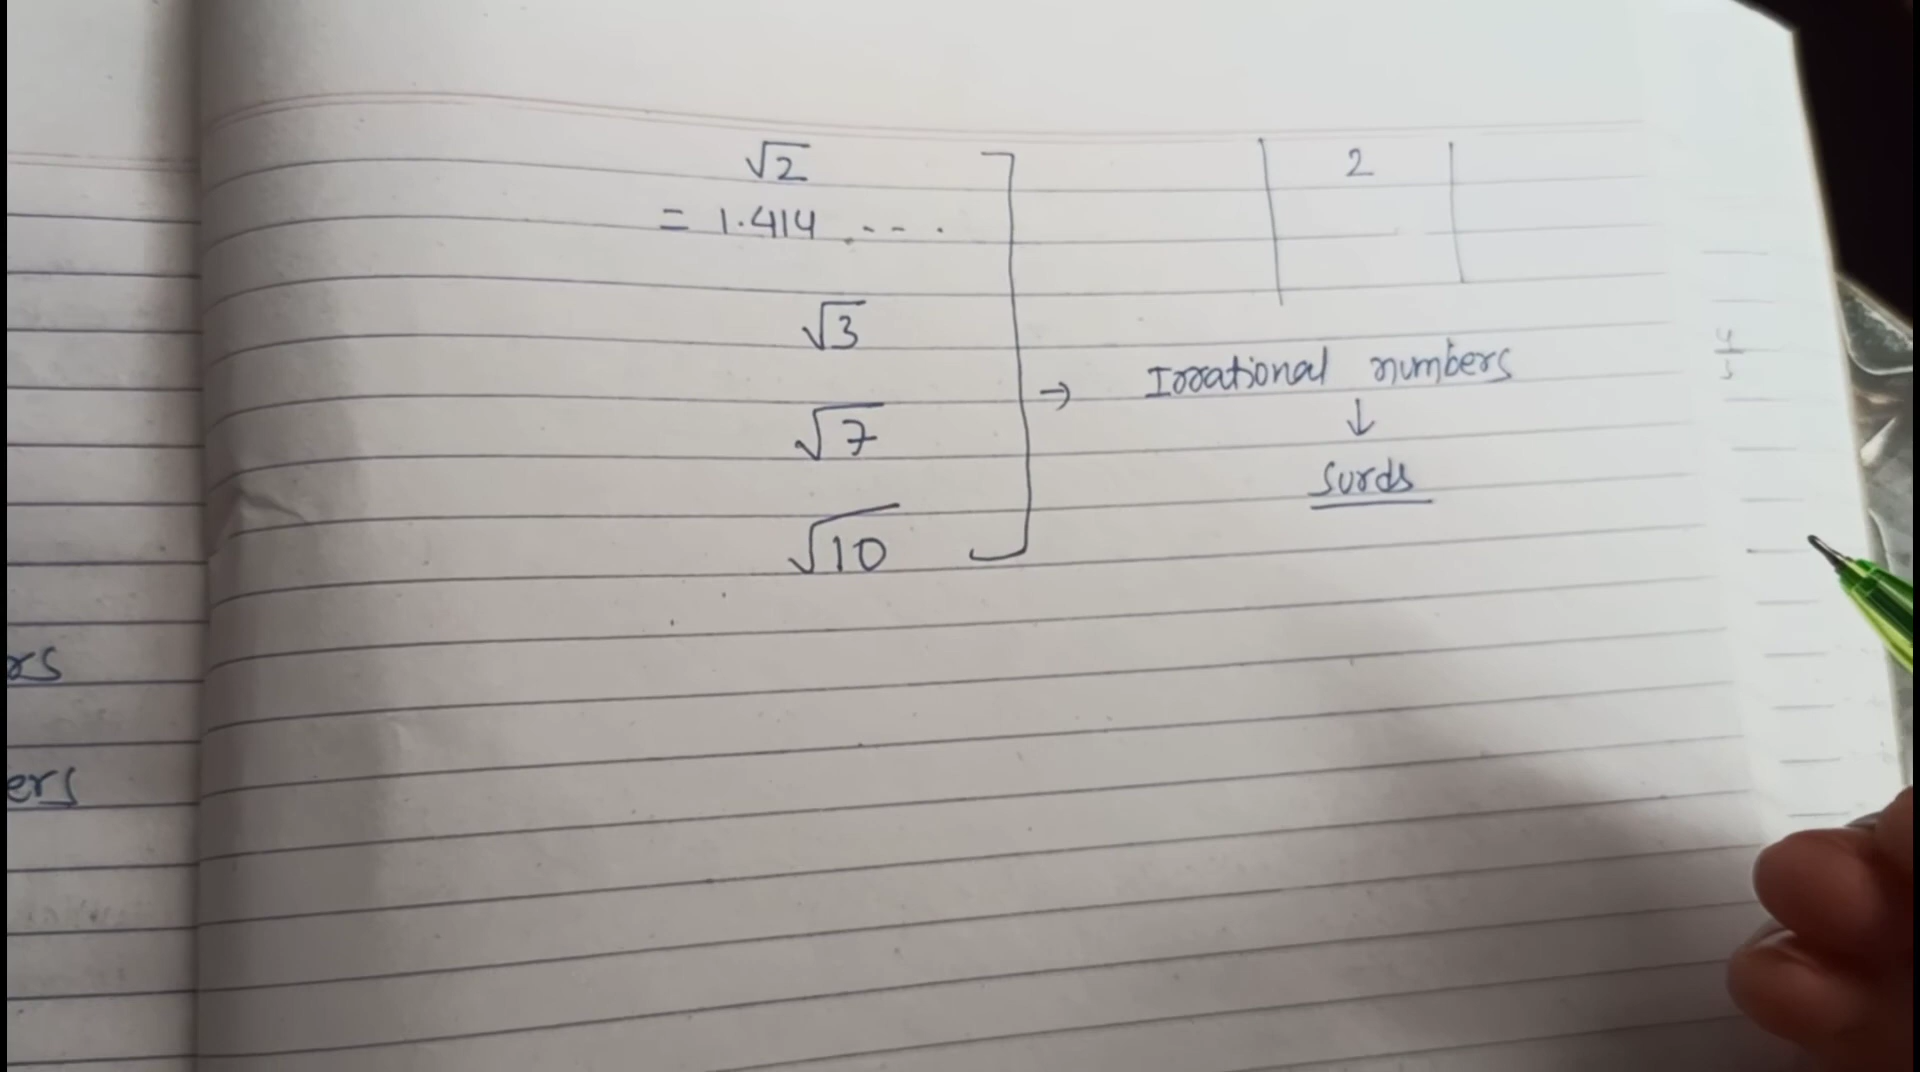 √2
= 1.414 ....
2
√3
√7
√10
→ Irrational numbers
↓
Surds
rs
ers